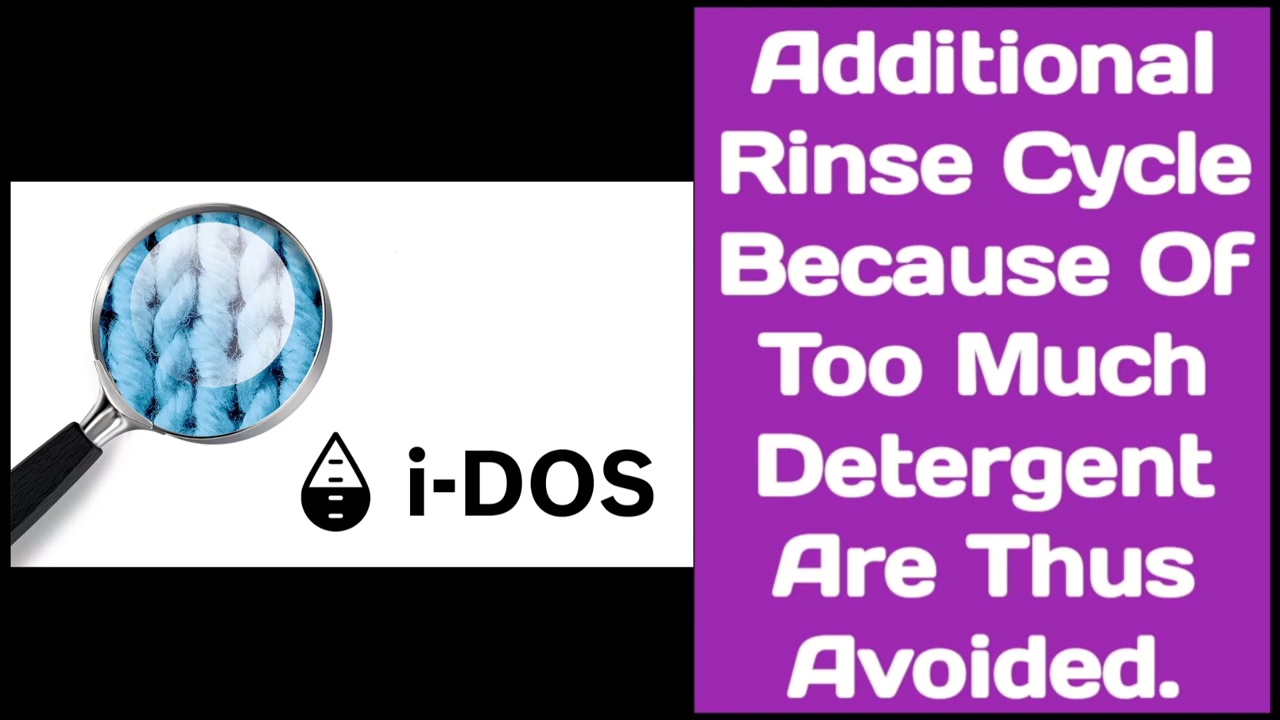 i-DOS
Additional
Rinse Cycle
Because Of
Too Much
Detergent
Are Thus
Avoided.